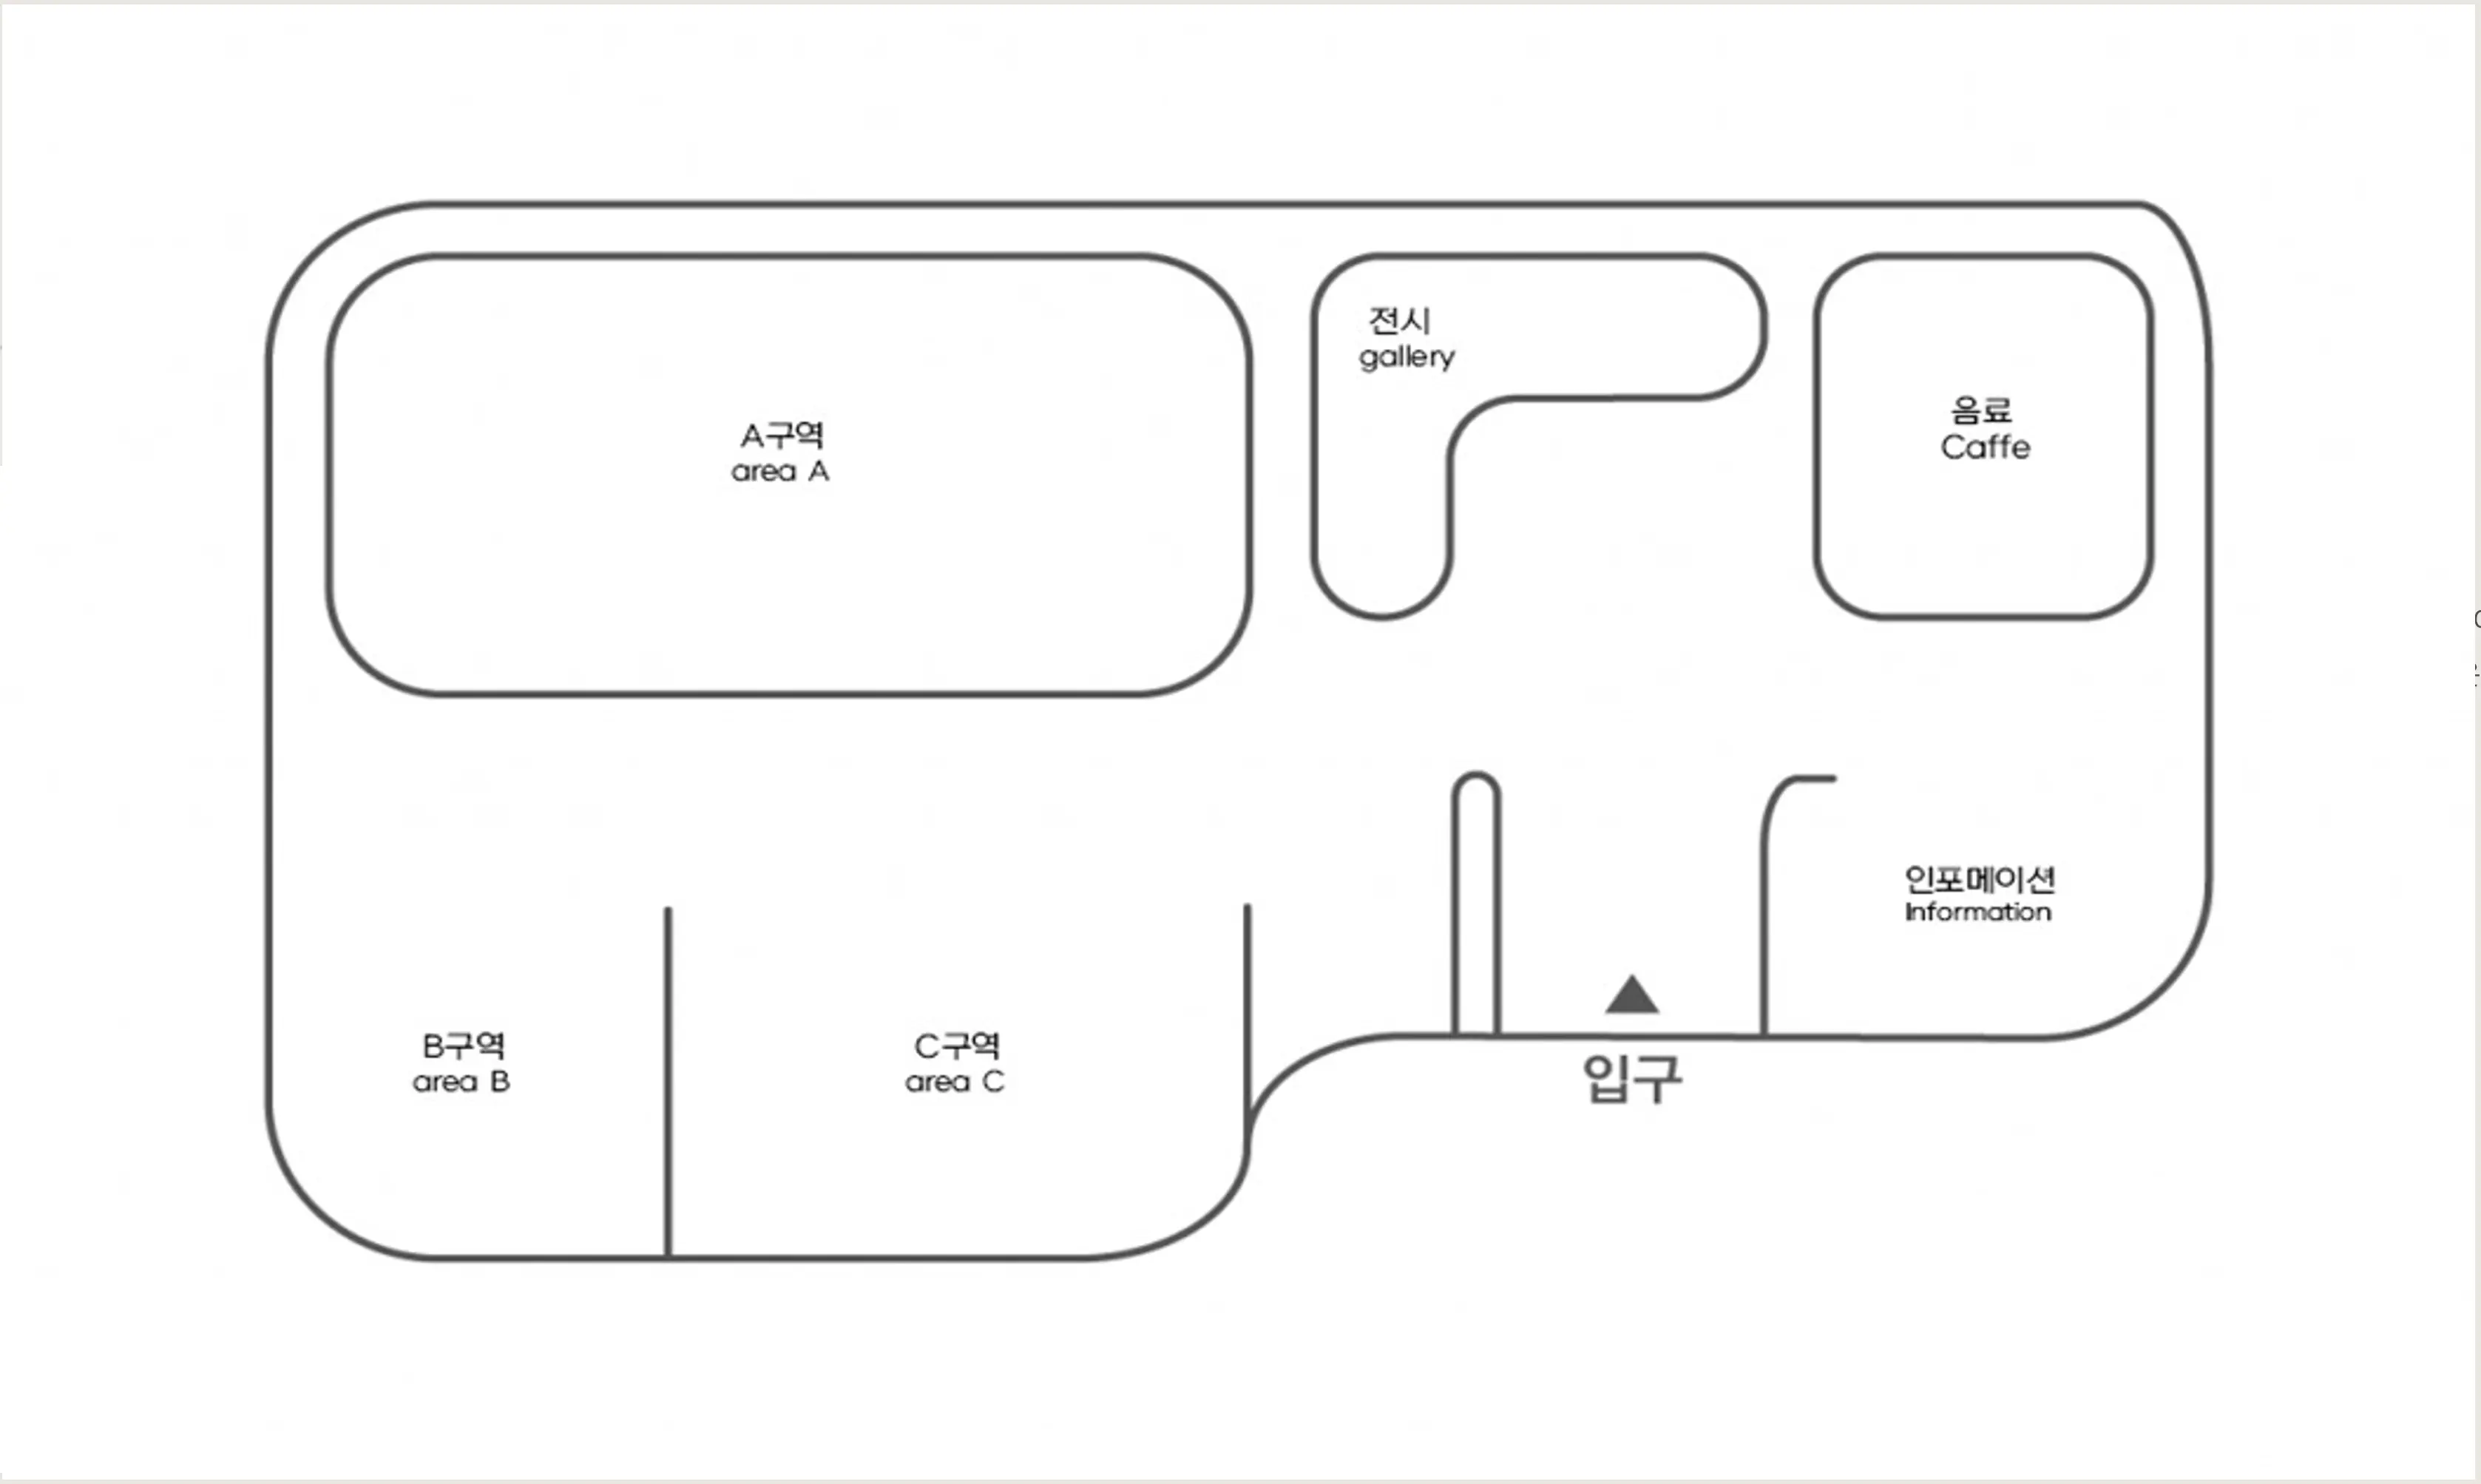 전시
gallery
음료
Caffe
A구역
area A
인포메이션
Information
B구역
area B
C구역
area C
입구